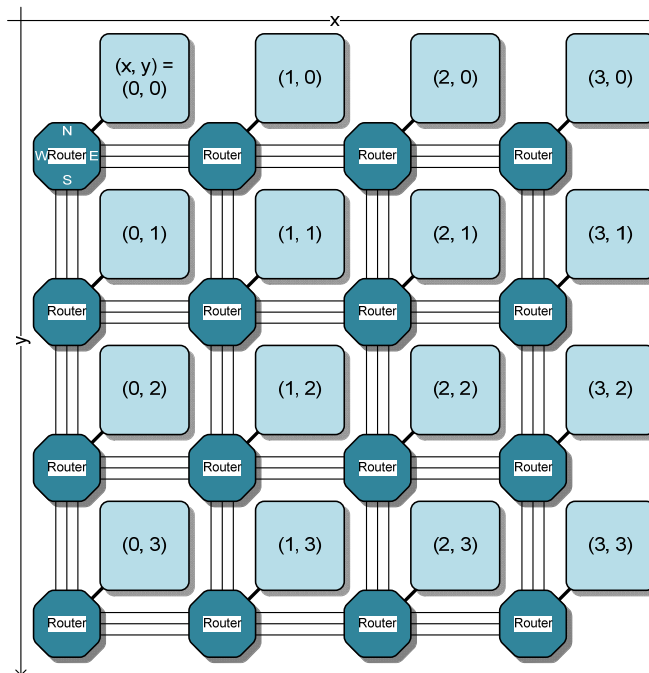 x
(x, y) =
(0, 0)
(1, 0)
(2, 0)
(3, 0)
N
W Router E
S
Router
Router
Router
(0, 1)
(1, 1)
(2, 1)
(3, 1)
Router
Router
Router
Router
y
(0, 2)
(1, 2)
(2, 2)
(3, 2)
Router
Router
Router
Router
(0, 3)
(1, 3)
(2, 3)
(3, 3)
Router
Router
Router
Router